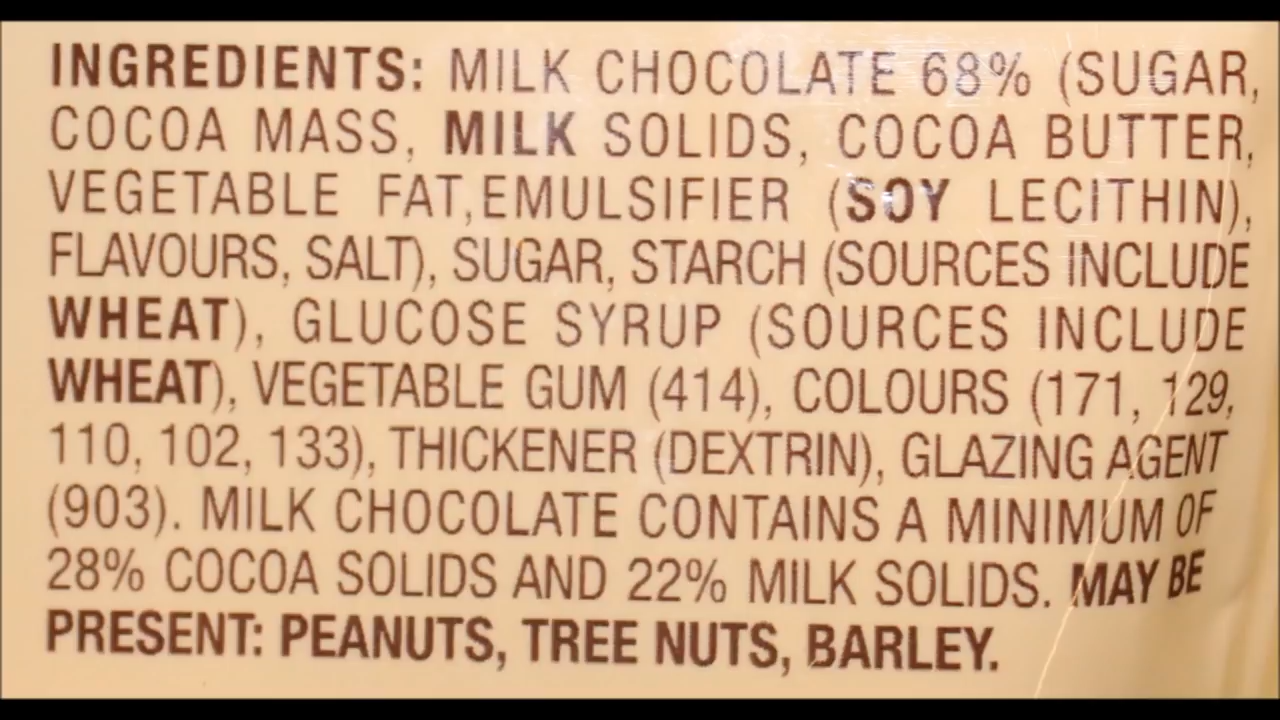 INGREDIENTS: MILK CHOCOLATE 68% (SUGAR,
COCOA MASS, MILK SOLIDS, COCOA BUTTER,
VEGETABLE FAT,EMULSIFIER (SOY LECITHIN),
FLAVOURS, SALT), SUGAR, STARCH (SOURCES INCLUDE
WHEAT), GLUCOSE SYRUP (SOURCES INCLUDE
WHEAT), VEGETABLE GUM (414), COLOURS (171, 129,
110, 102, 133), THICKENER (DEXTRIN), GLAZING AGENT
(903). MILK CHOCOLATE CONTAINS A MINIMUM OF
28% COCOA SOLIDS AND 22% MILK SOLIDS. MAY BE
PRESENT: PEANUTS, TREE NUTS, BARLEY.